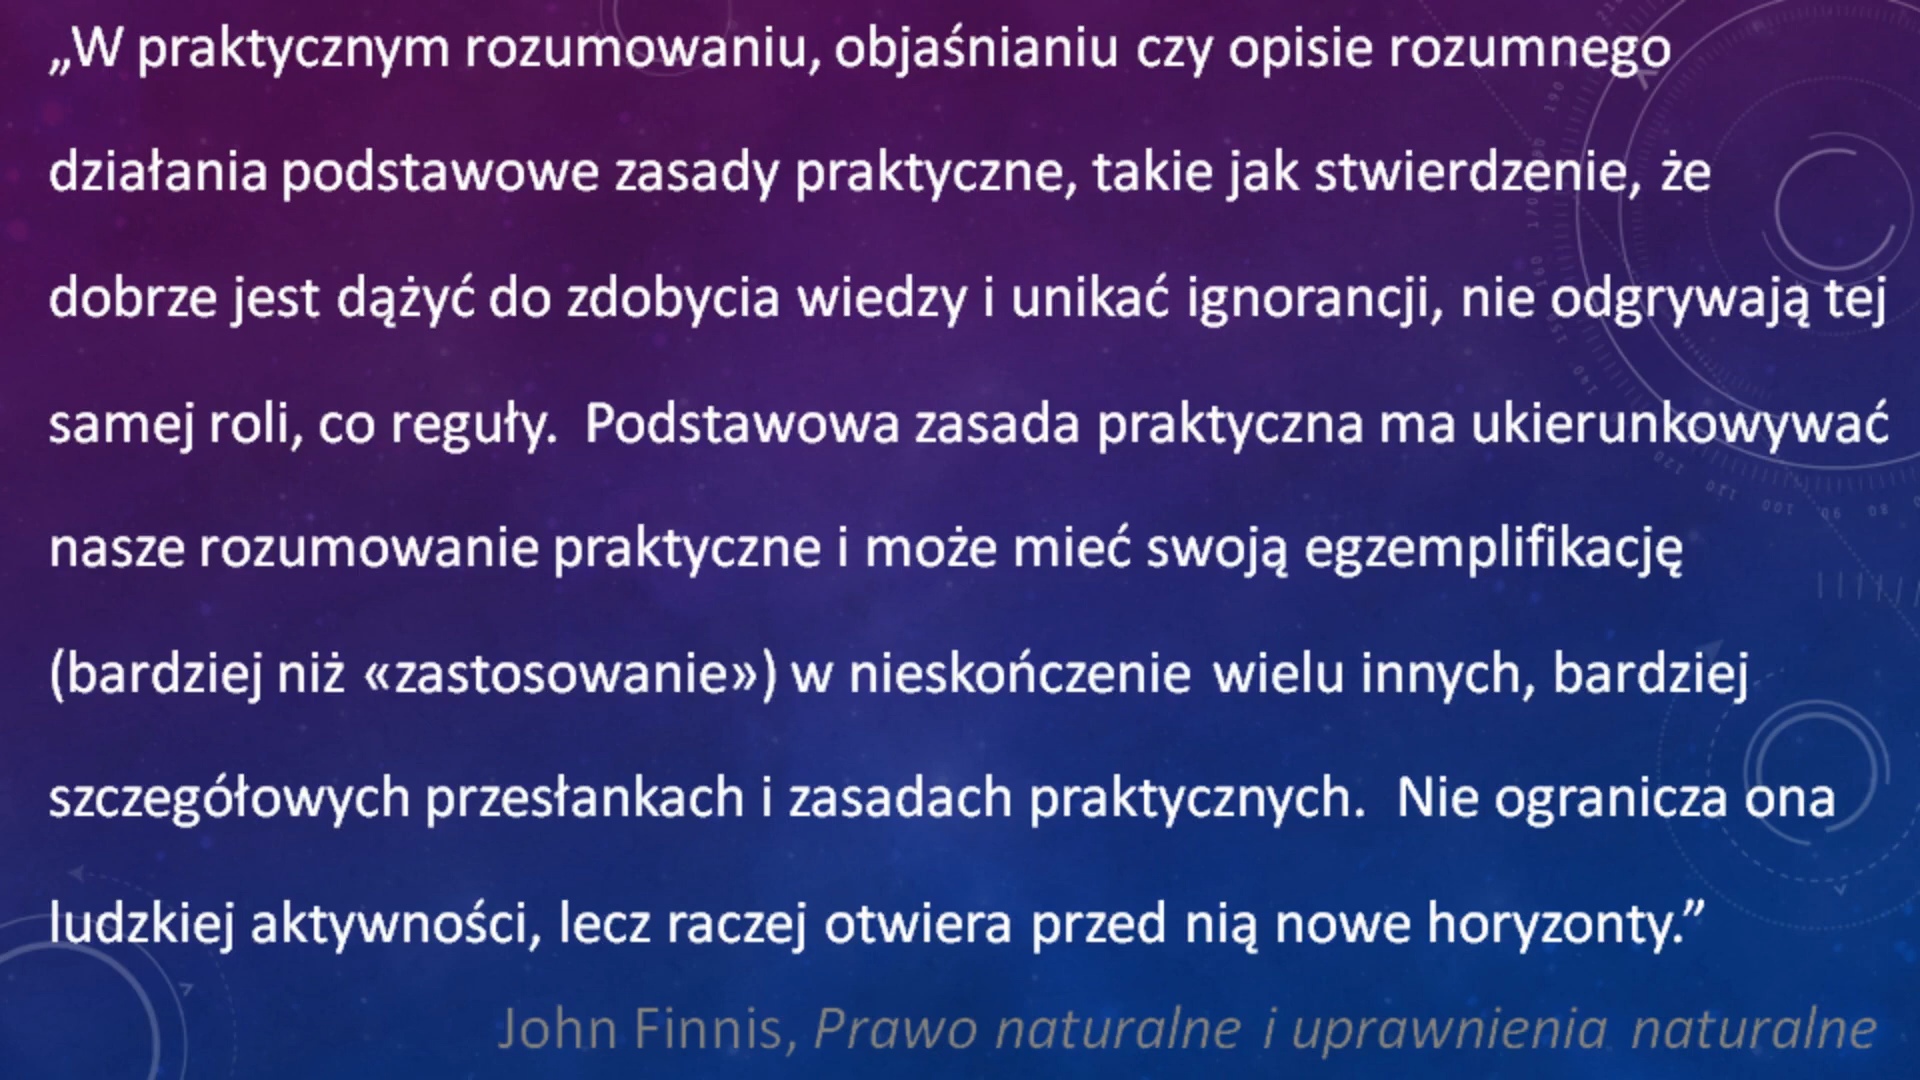 „W praktycznym rozumowaniu, objaśnianiu czy opisie rozumnego
działania podstawowe zasady praktyczne, takie jak stwierdzenie, że
dobrze jest dążyć do zdobycia wiedzy i unikać ignorancji, nie odgrywają tej
samej roli, co reguły. Podstawowa zasada praktyczna ma ukierunkowywać
nasze rozumowanie praktyczne i może mieć swoją egzemplifikację
(bardziej niż «zastosowanie») w nieskończenie wielu innych, bardziej
szczegółowych przesłankach i zasadach praktycznych. Nie ogranicza ona
ludzkiej aktywności, lecz raczej otwiera przed nią nowe horyzonty.”
John Finnis, Prawo naturalne i uprawnienia naturalne